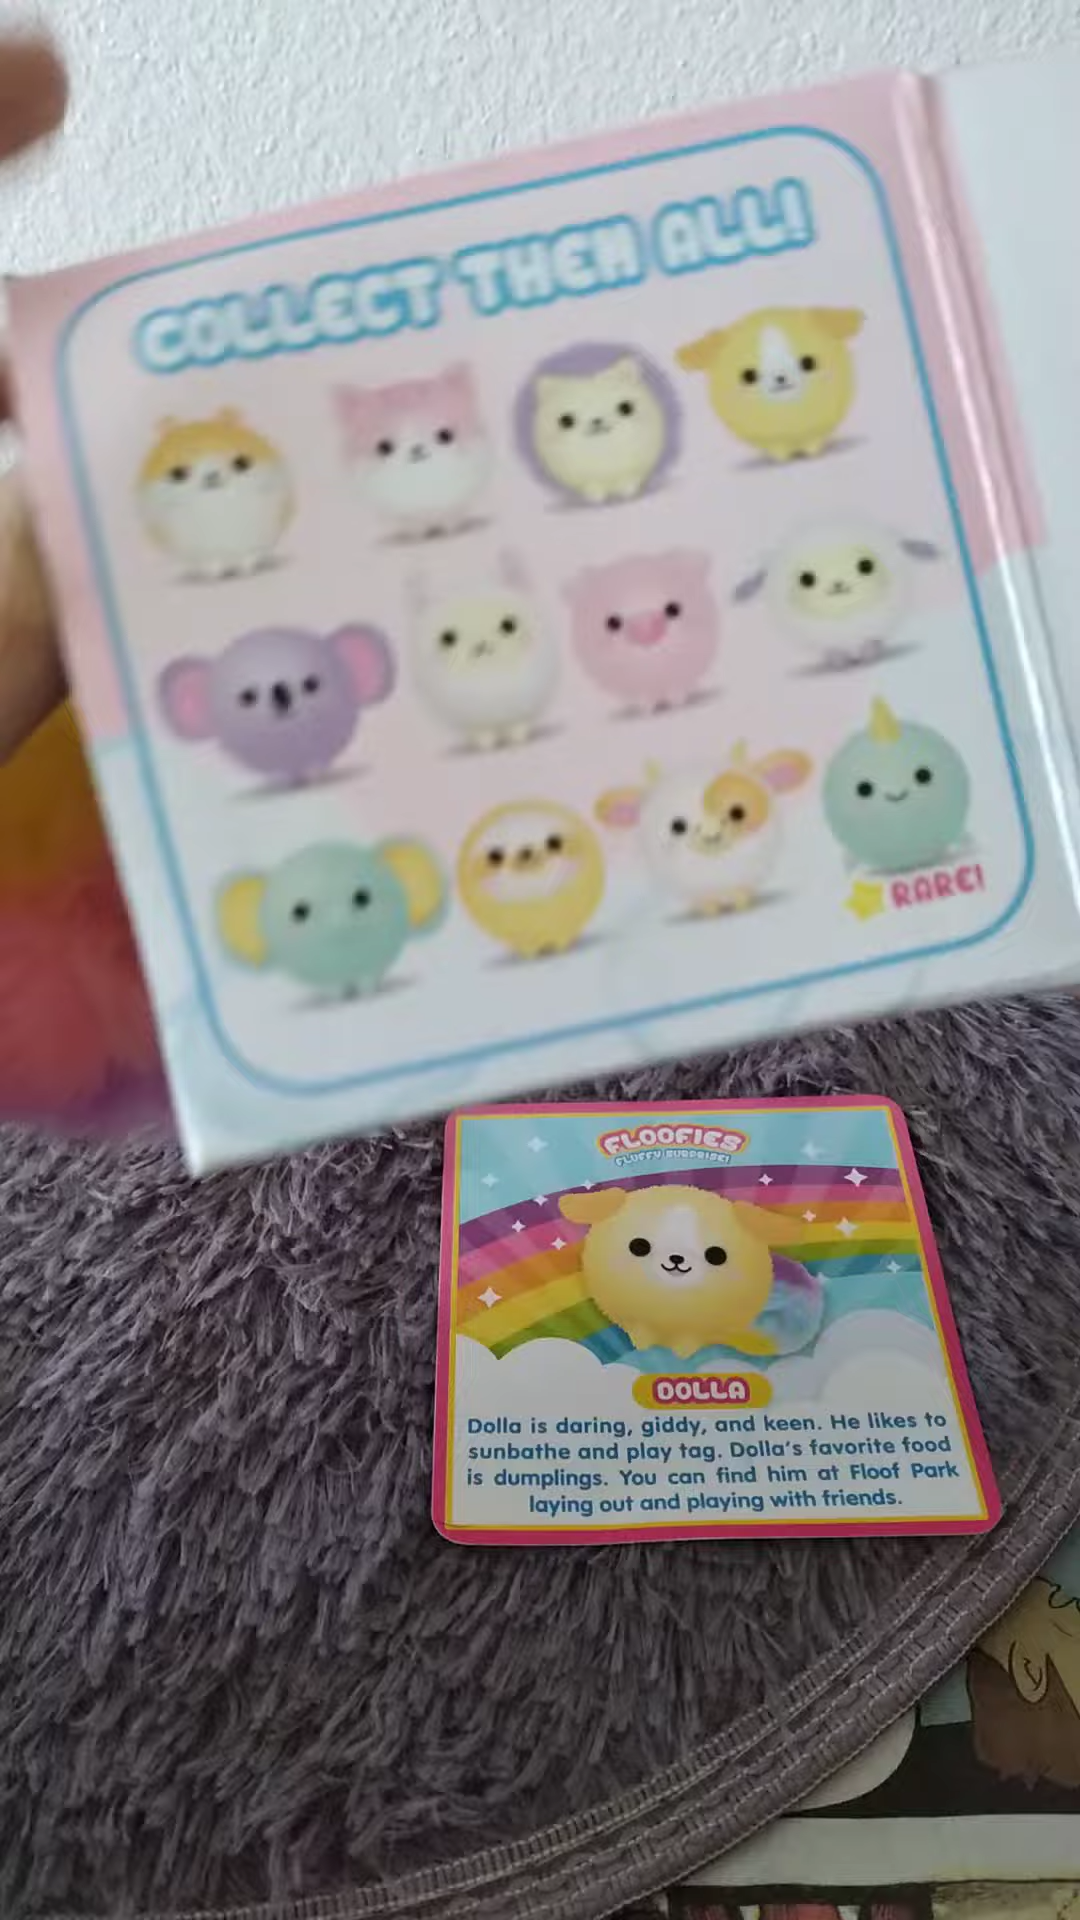 COLLECT THEM ALL!
RARE!
FLOOFIES
FLUFFY SURPRISE!
DOLLA
Dolla is daring, giddy, and keen. He likes to
sunbathe and play tag. Dolla's favorite food
is dumplings. You can find him at Floof Park
laying out and playing with friends.